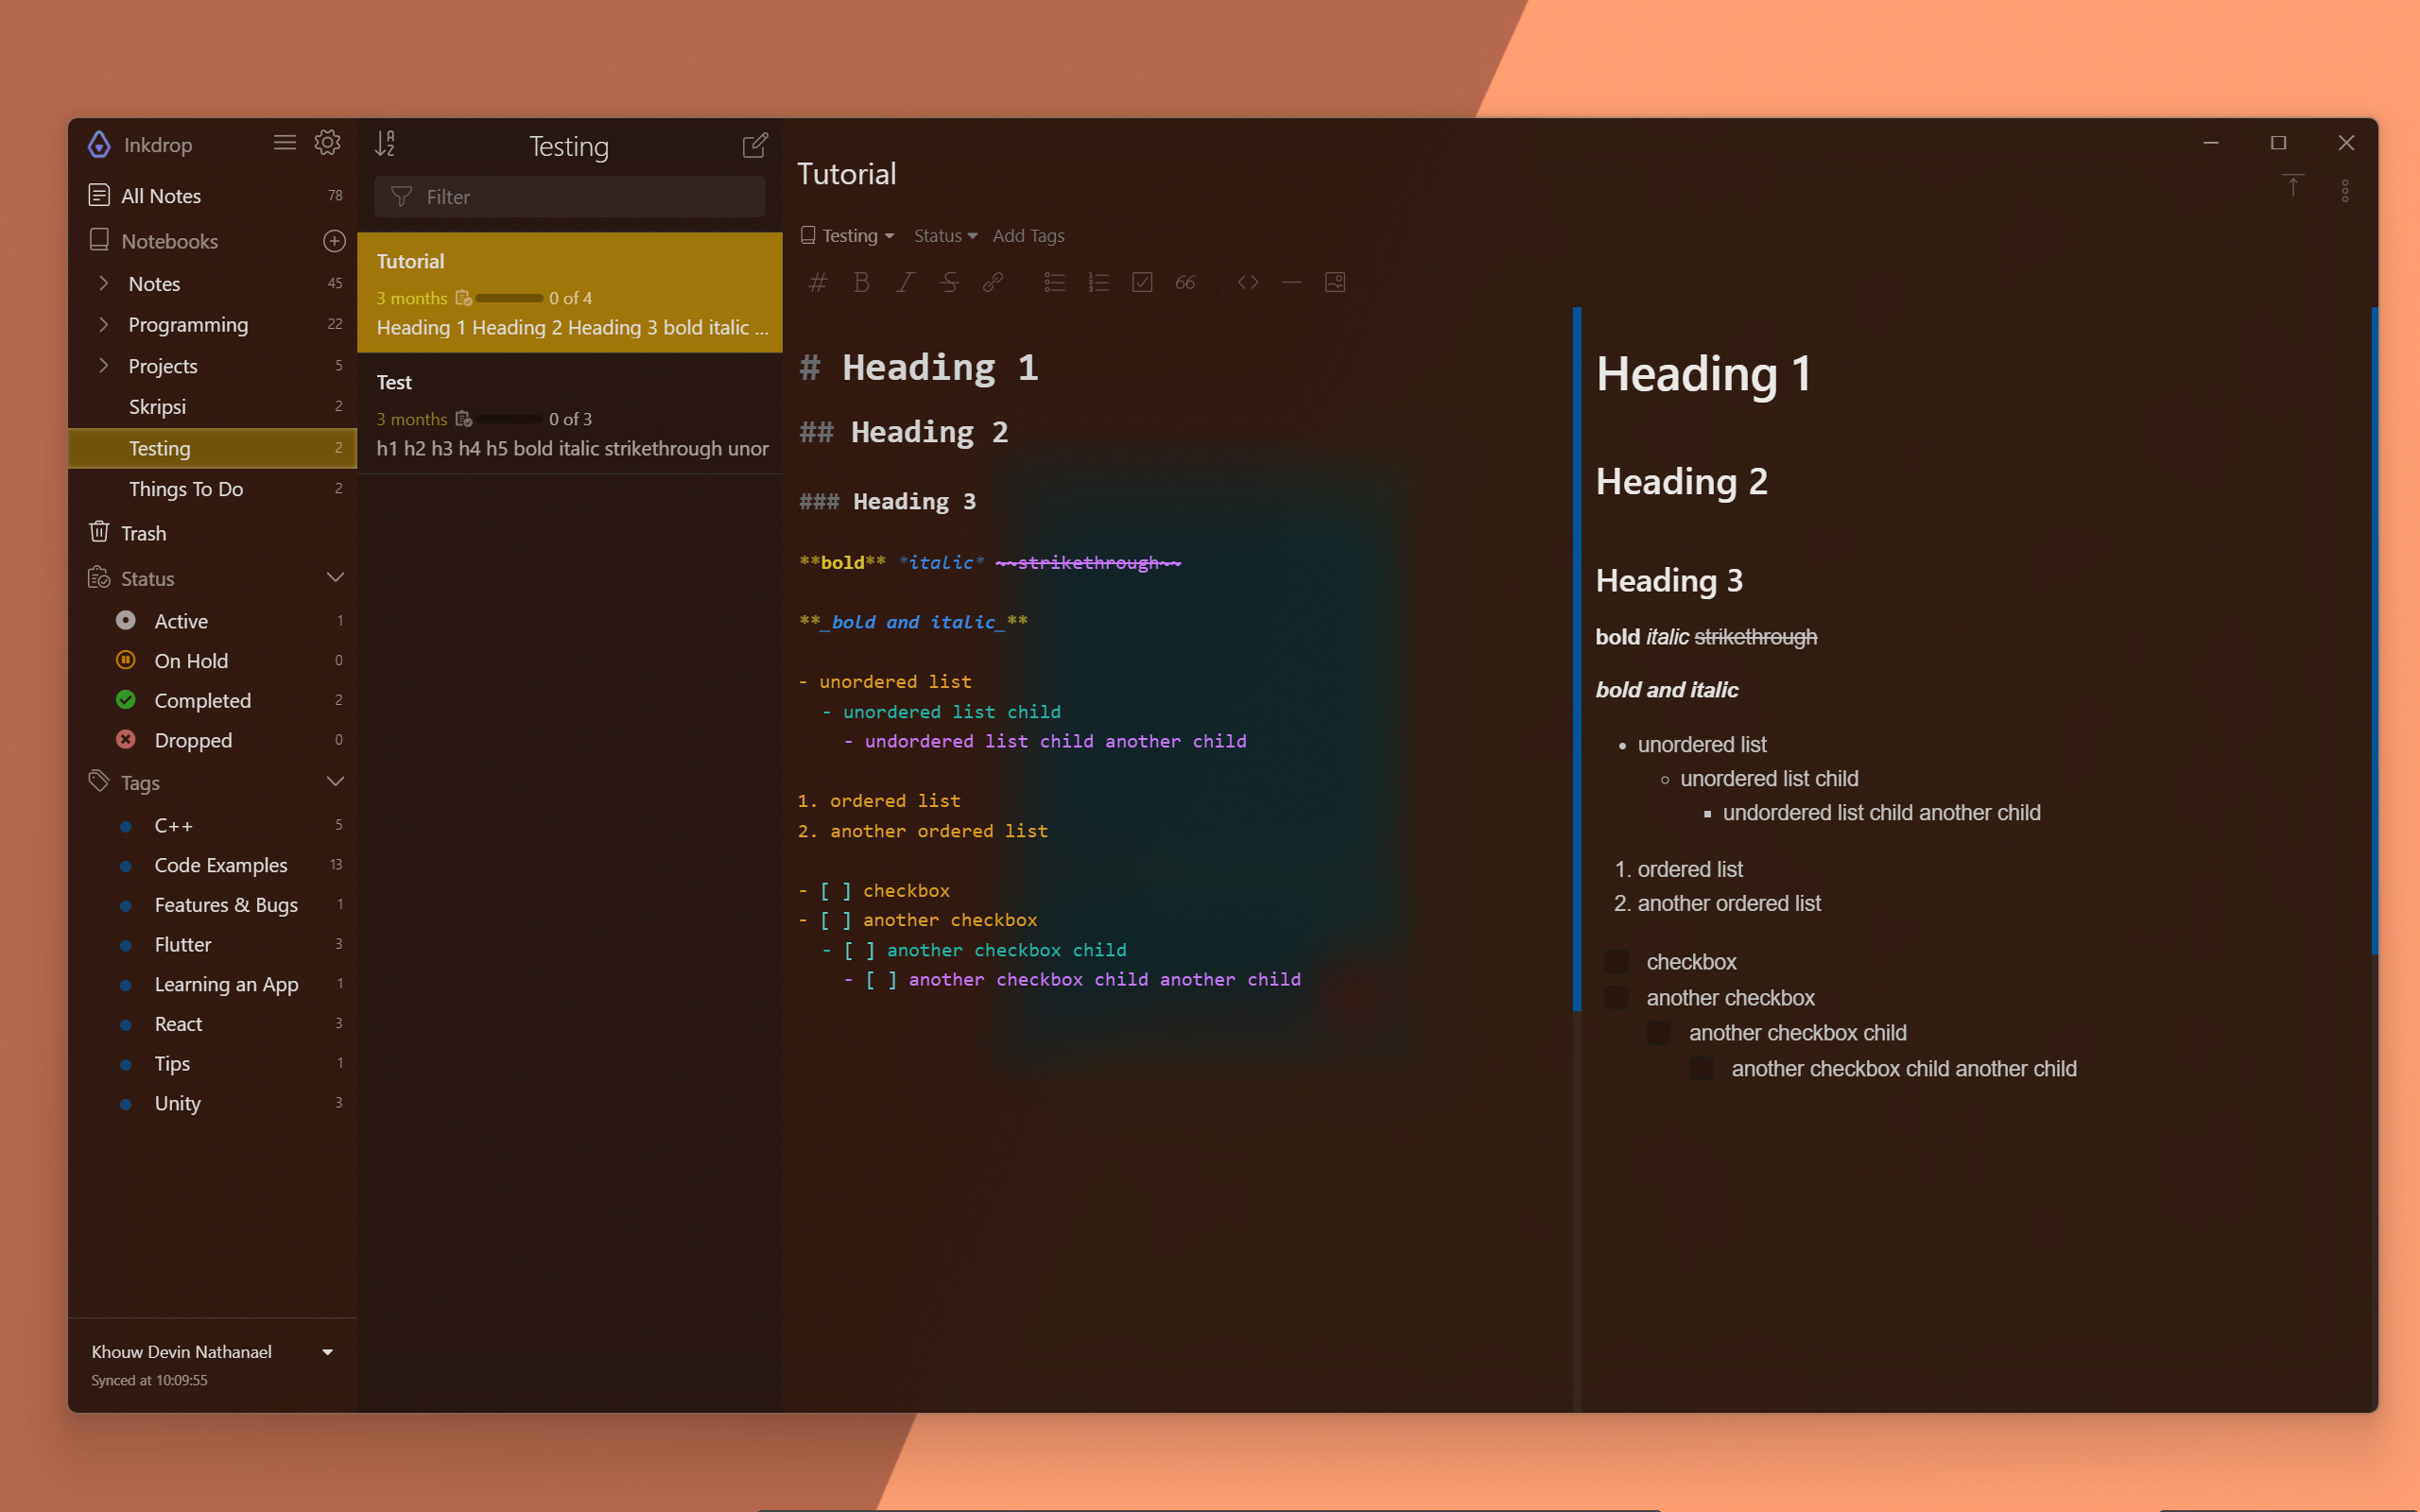 Inkdrop
All Notes 78
Notebooks
Notes 45
Programming 22
Projects 5
Skripsi 2
Testing 2
Things To Do 2
Trash
Status
Active 1
On Hold 0
Completed 2
Dropped 0
Tags
C++ 5
Code Examples 13
Features & Bugs 1
Flutter 3
Learning an App 1
React 3
Tips 1
Unity 3
Khouw Devin Nathanael
Synced at 10:09:55
Testing
Filter
Tutorial
3 months 0 of 4
Heading 1 Heading 2 Heading 3 bold italic ...
Test
3 months 0 of 3
h1 h2 h3 h4 h5 bold italic strikethrough unor
Tutorial
Testing Status Add Tags
# Heading 1
## Heading 2
### Heading 3
**bold** *italic* ~~strikethrough~~
**_bold and italic_**
- unordered list
- unordered list child
- undordered list child another child
1. ordered list
2. another ordered list
- [ ] checkbox
- [ ] another checkbox
- [ ] another checkbox child
- [ ] another checkbox child another child
Heading 1
Heading 2
Heading 3
bold italic strikethrough
bold and italic
• unordered list
◦ unordered list child
▪ undordered list child another child
1. ordered list
2. another ordered list
checkbox
another checkbox
another checkbox child
another checkbox child another child